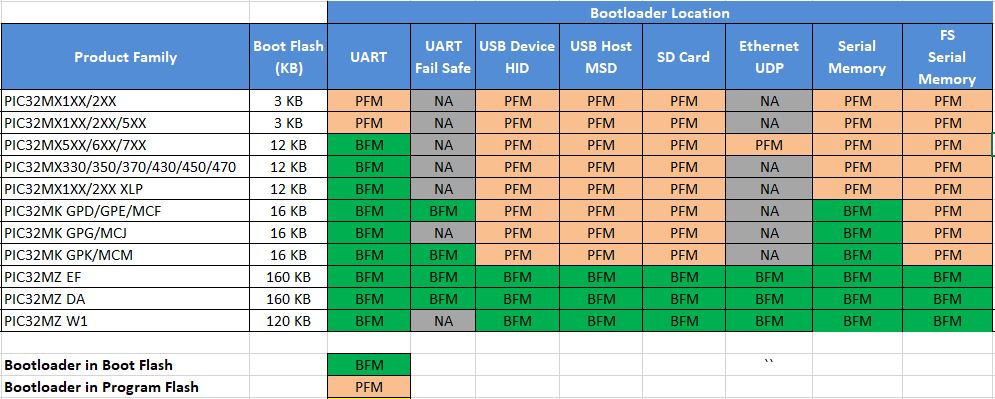 Bootloader Location
Product Family Boot Flash (KB) UART UART Fail Safe USB Device HID USB Host MSD SD Card Ethernet UDP Serial Memory FS Serial Memory
PIC32MX1XX/2XX 3 KB PFM NA PFM PFM PFM NA PFM PFM
PIC32MX1XX/2XX/5XX 3 KB PFM NA PFM PFM PFM NA PFM PFM
PIC32MX5XX/6XX/7XX 12 KB BFM NA PFM PFM PFM PFM PFM PFM
PIC32MX330/350/370/430/450/470 12 KB BFM NA PFM PFM PFM NA PFM PFM
PIC32MX1XX/2XX XLP 12 KB BFM NA PFM PFM PFM NA PFM PFM
PIC32MK GPD/GPE/MCF 16 KB BFM BFM PFM PFM PFM NA BFM PFM
PIC32MK GPG/MCJ 16 KB BFM NA PFM PFM PFM NA BFM PFM
PIC32MK GPK/MCM 16 KB BFM BFM PFM PFM PFM NA BFM PFM
PIC32MZ EF 160 KB BFM BFM BFM BFM BFM BFM BFM BFM
PIC32MZ DA 160 KB BFM BFM BFM BFM BFM BFM BFM BFM
PIC32MZ W1 120 KB BFM NA BFM BFM BFM BFM BFM BFM
Bootloader in Boot Flash BFM ``
Bootloader in Program Flash PFM